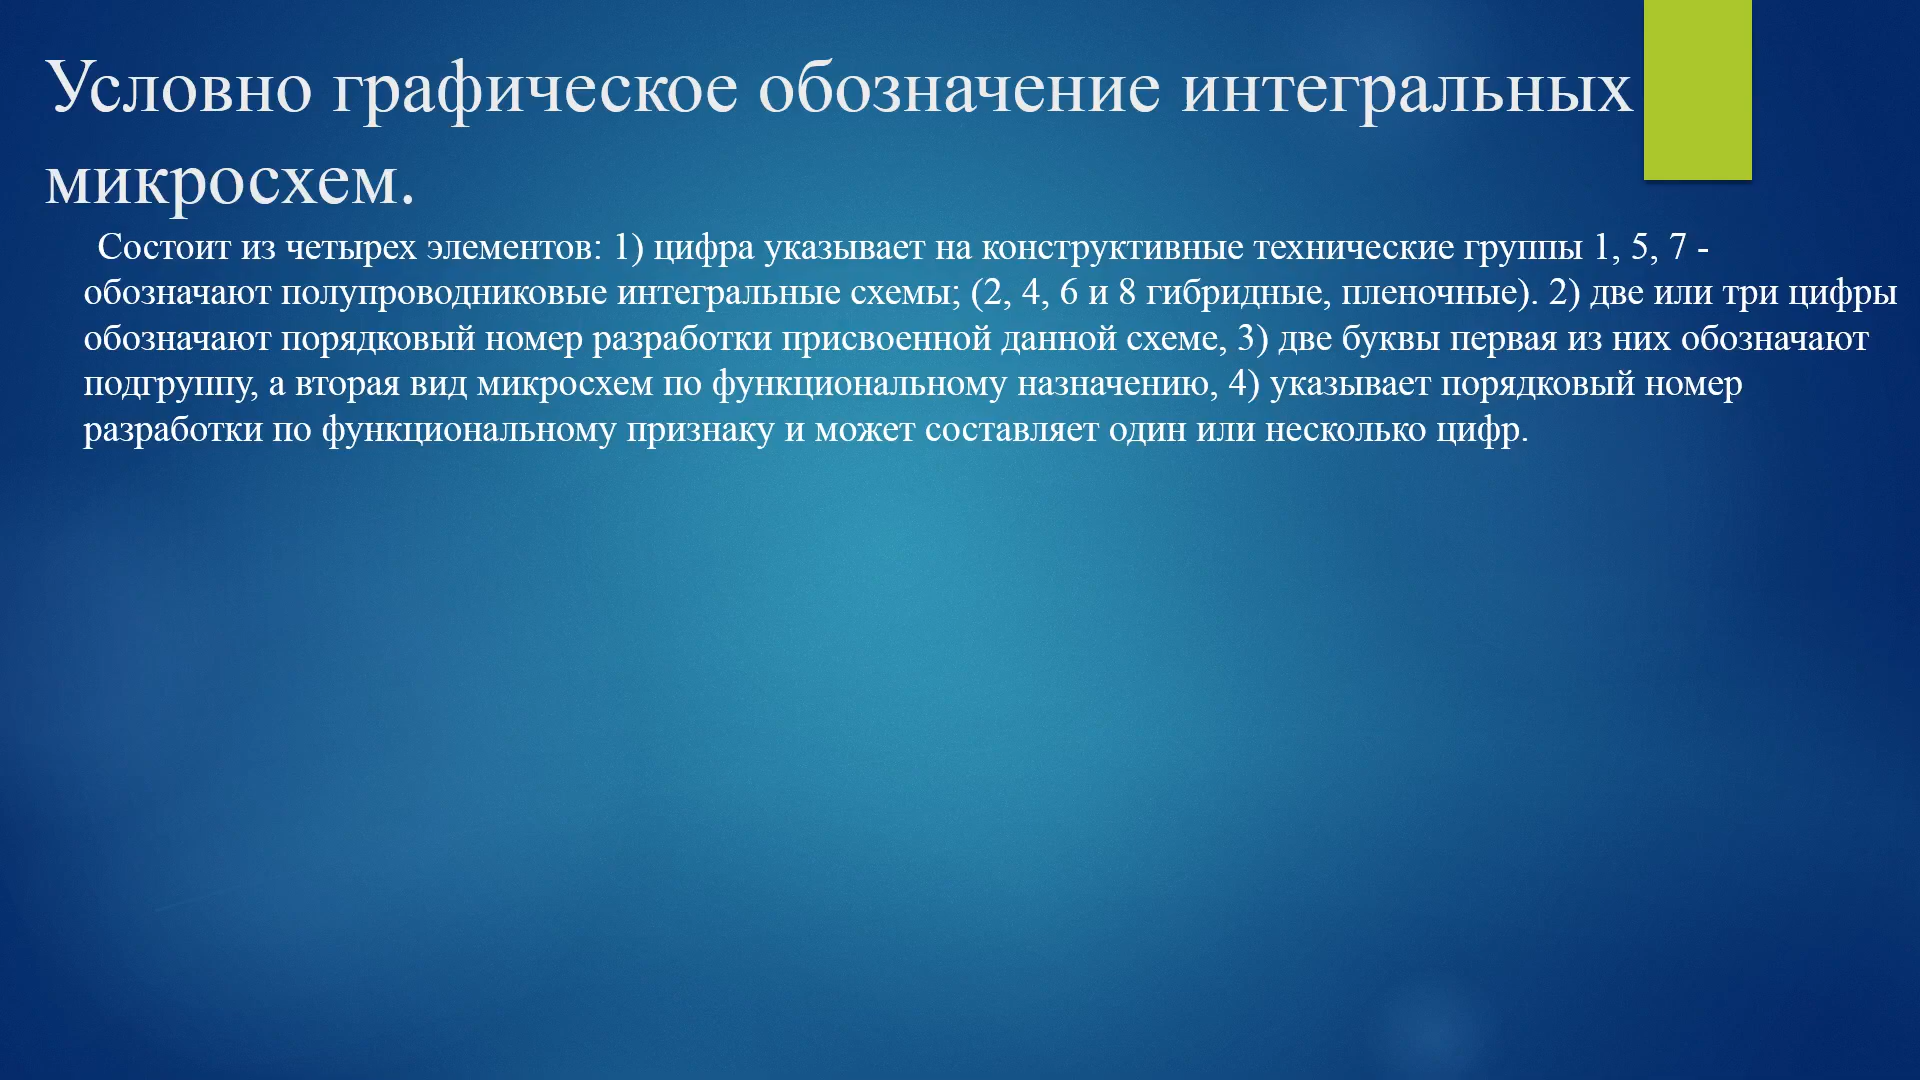 Условно графическое обозначение интегральных
микросхем.
Состоит из четырех элементов: 1) цифра указывает на конструктивные технические группы 1, 5, 7 -
обозначают полупроводниковые интегральные схемы; (2, 4, 6 и 8 гибридные, пленочные). 2) две или три цифры
обозначают порядковый номер разработки присвоенной данной схеме, 3) две буквы первая из них обозначают
подгруппу, а вторая вид микросхем по функциональному назначению, 4) указывает порядковый номер
разработки по функциональному признаку и может составляет один или несколько цифр.